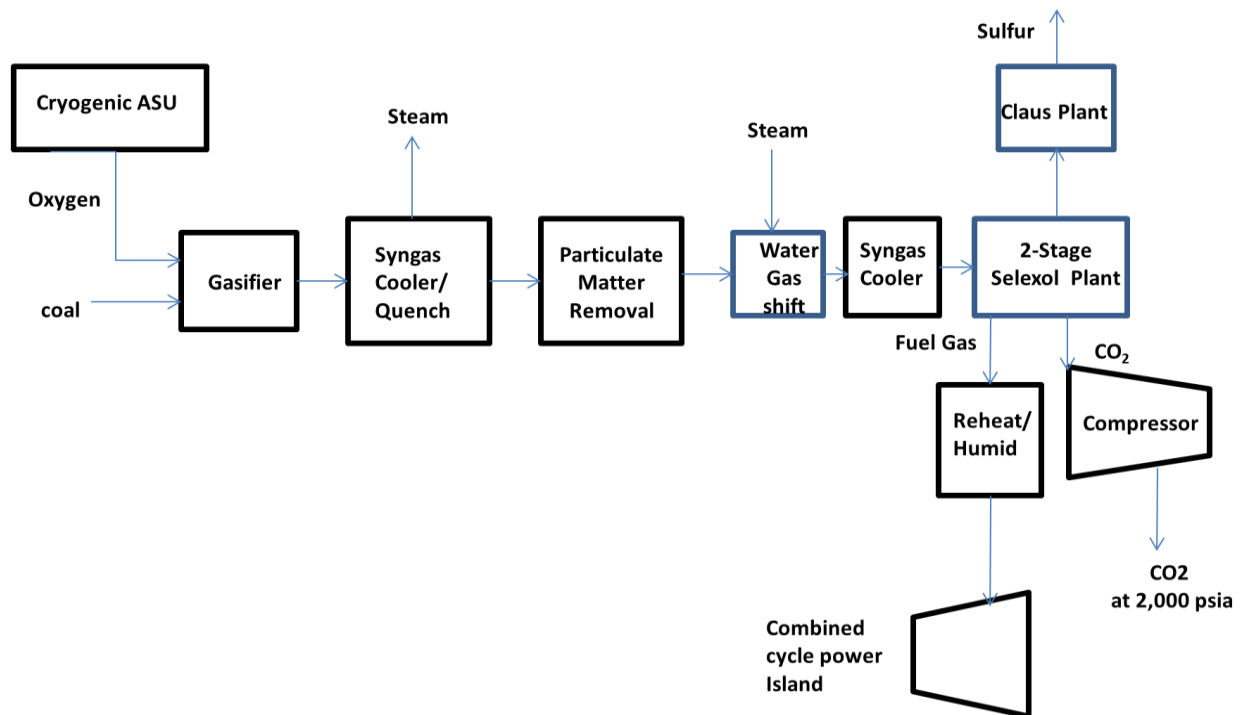 Sulfur
Cryogenic ASU
Claus Plant
Steam
Steam
Oxygen
Gasifier
Syngas
Cooler/
Quench
Particulate
Matter
Removal
Water
Gas
shift
Syngas
Cooler
2-Stage
Selexol Plant
coal
Fuel Gas
CO₂
Reheat/
Humid
Compressor
CO2
at 2,000 psia
Combined
cycle power
Island